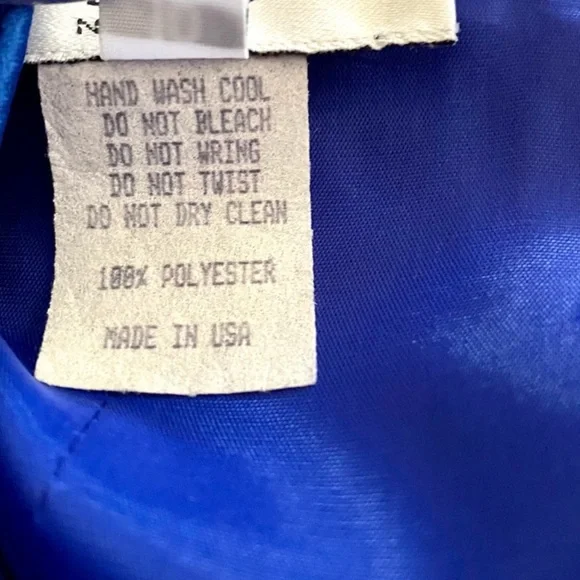 HAND WASH COOL
DO NOT BLEACH
DO NOT WRING
DO NOT TWIST
DO NOT DRY CLEAN
100% POLYESTER
MADE IN USA